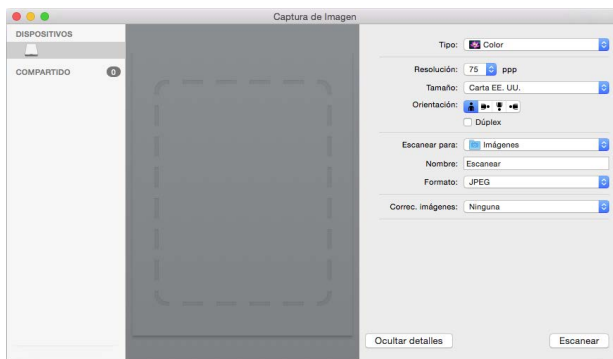 Captura de Imagen
DISPOSITIVOS
COMPARTIDO 0
Tipo: Color
Resolución: 75 ppp
Tamaño: Carta EE. UU.
Orientación:
Dúplex
Escanear para: Imágenes
Nombre: Escanear
Formato: JPEG
Correc. imágenes: Ninguna
Ocultar detalles Escanear